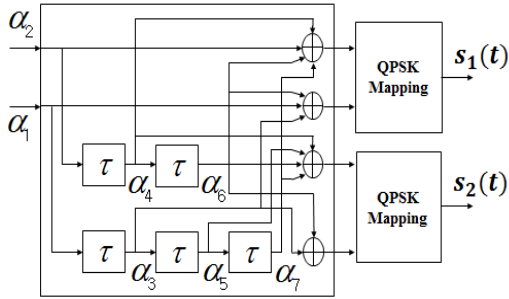 α₂
α₁
QPSK
Mapping
s₁(t)
τ
τ
α₄
α₆
QPSK
Mapping
s₂(t)
τ
τ
τ
α₃
α₅
α₇